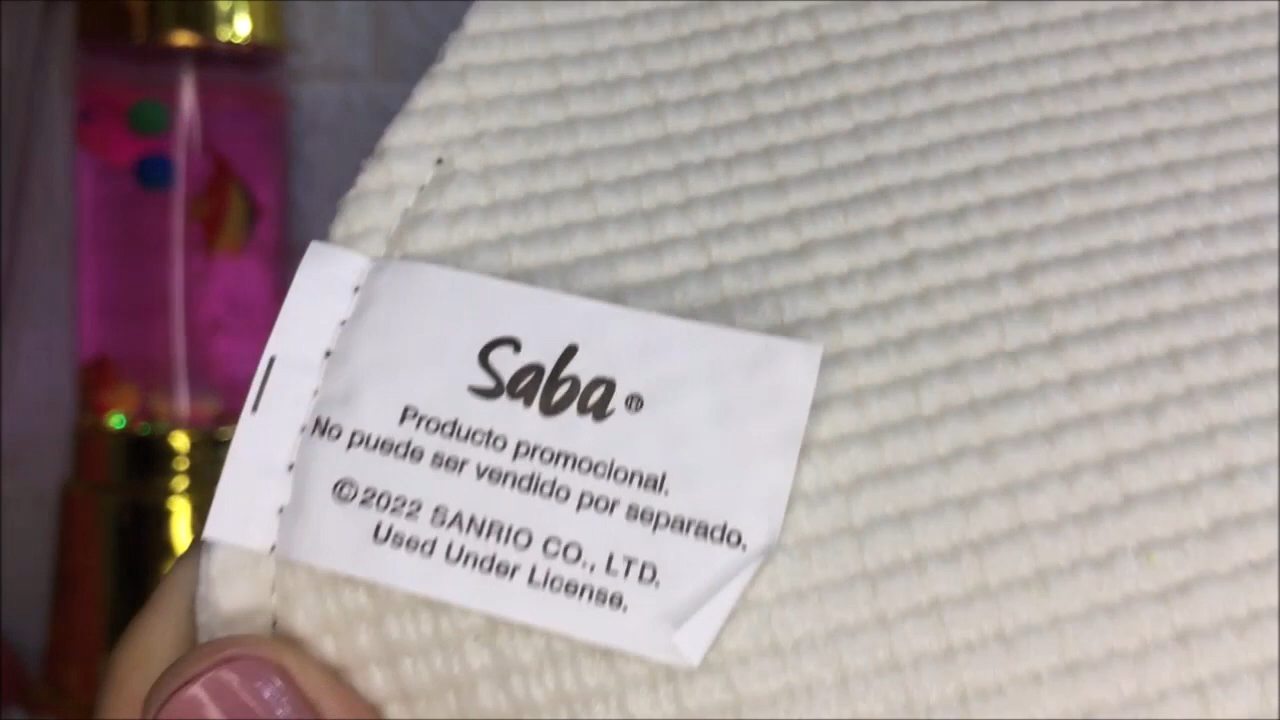 Saba®
Producto promocional.
No puede ser vendido por separado.
©2022 SANRIO CO., LTD.
Used Under License.